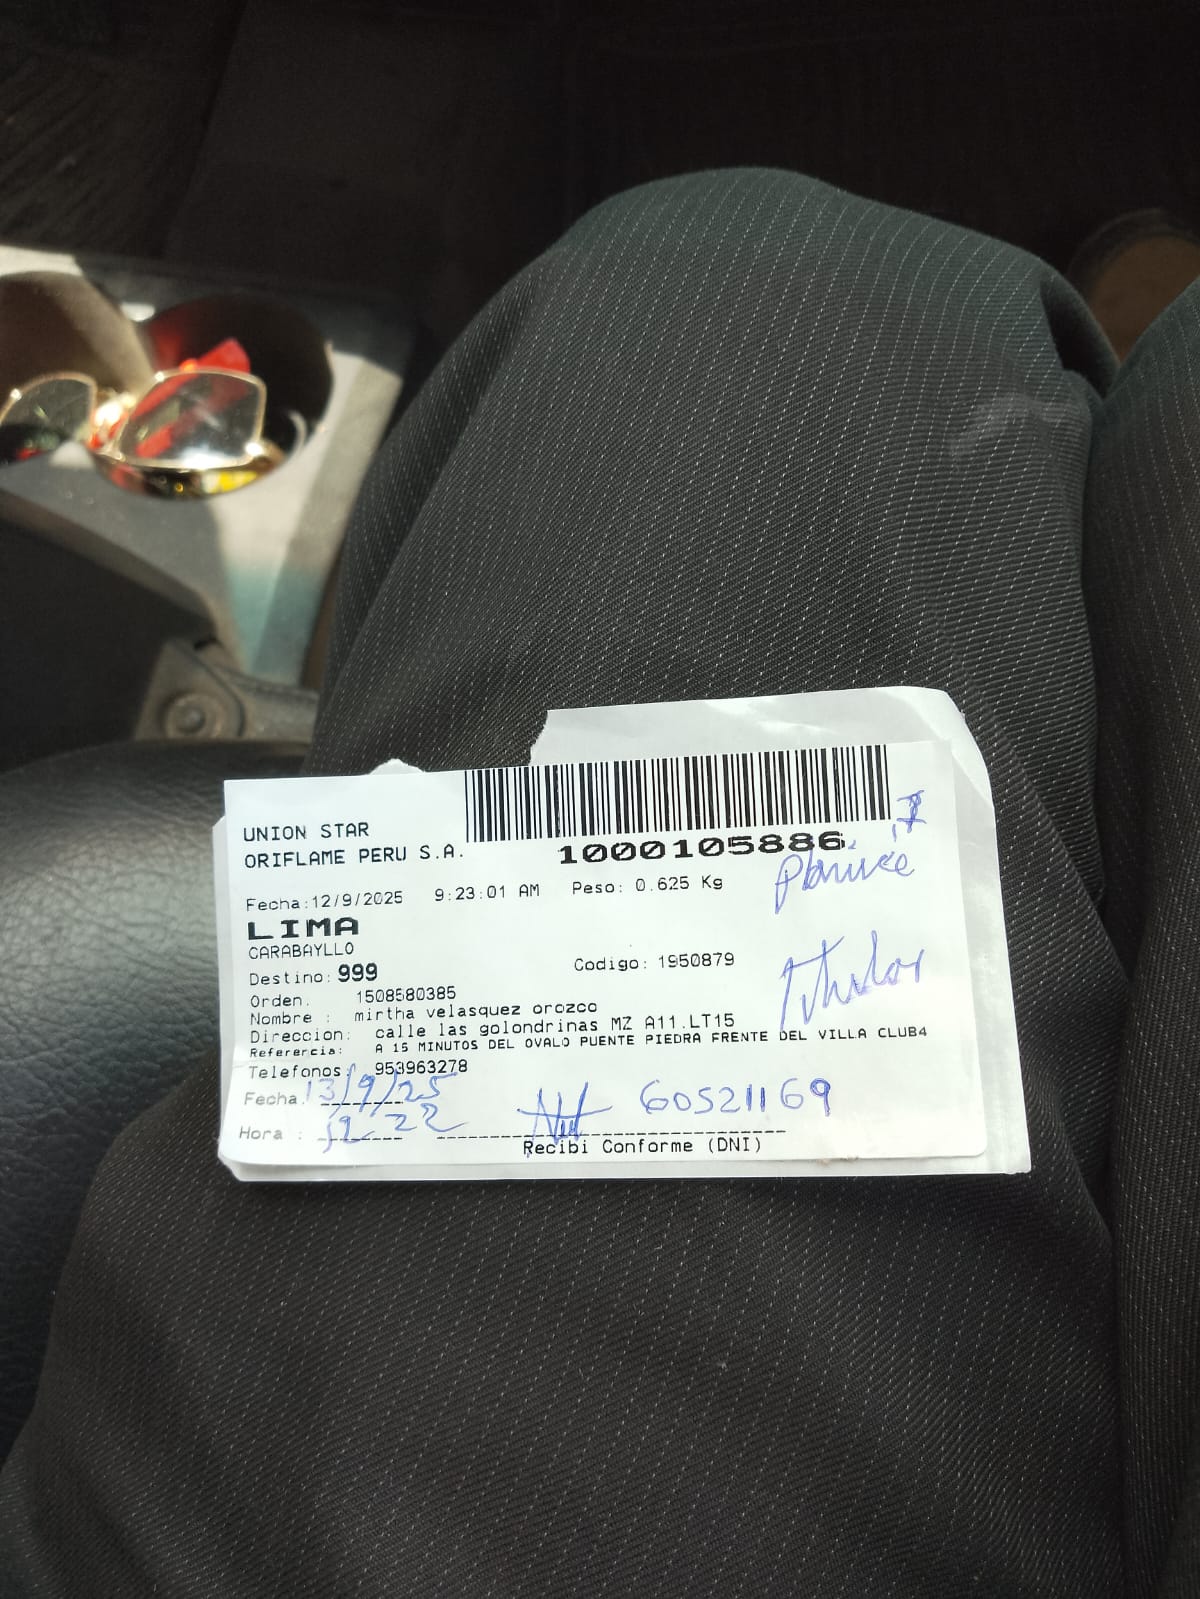 UNION STAR
ORIFLAME PERU S.A.
1000105886
Fecha:12/9/2025 9:23:01 AM Peso: 0.625 Kg
LIMA
CARABAYLLO
Destino: 999 Codigo: 1950879
Orden. 1508580385
Nombre : mirtha velasquez orozco
Direccion: calle las golondrinas MZ A11.LT15
Referencia: A 15 MINUTOS DEL OVALO PUENTE PIEDRA FRENTE DEL VILLA CLUB4
Telefonos: 953963278
Titular
Fecha. 13/9/25
60521169
Hora : 12 22
Recibi Conforme (DNI)